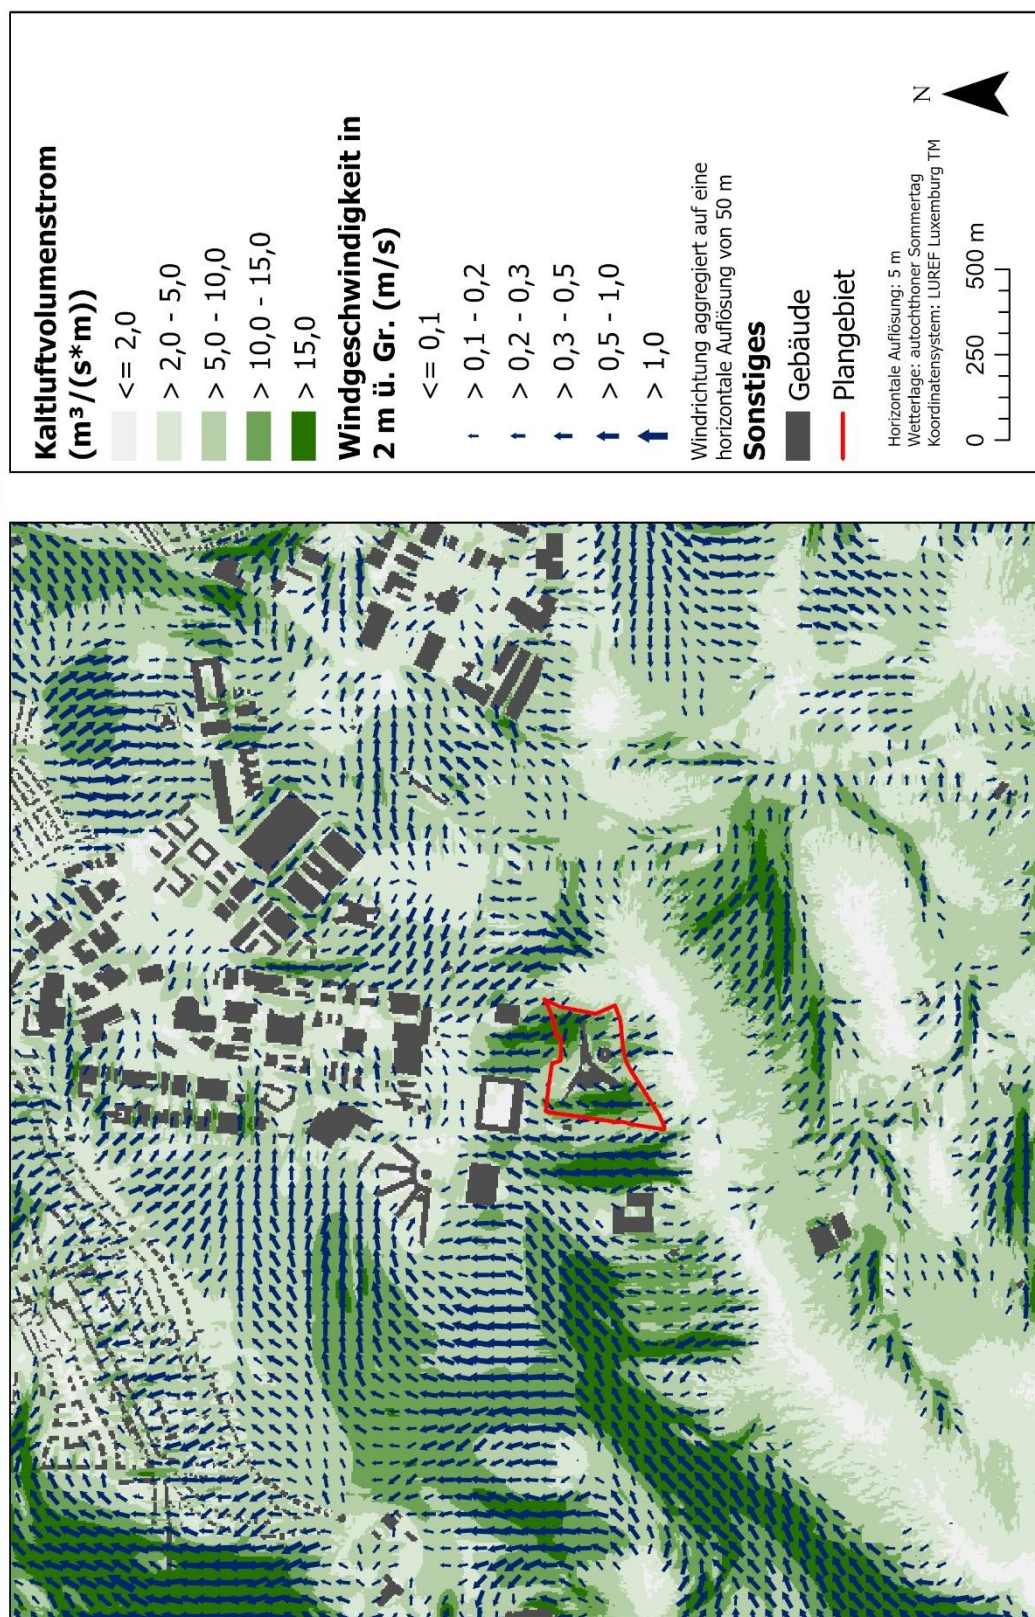 Kaltluftvolumenstrom
(m³/(s*m))
<= 2,0
> 2,0 - 5,0
> 5,0 - 10,0
> 10,0 - 15,0
> 15,0
Windgeschwindigkeit in
2 m ü. Gr. (m/s)
<= 0,1
> 0,1 - 0,2
> 0,2 - 0,3
> 0,3 - 0,5
> 0,5 - 1,0
> 1,0
Windrichtung aggregiert auf eine
horizontale Auflösung von 50 m
Sonstiges
Gebäude
Plangebiet
Horizontale Auflösung: 5 m
Wetterlage: autochthoner Sommertag
Koordinatensystem: LUREF Luxemburg TM
N
0 250 500 m